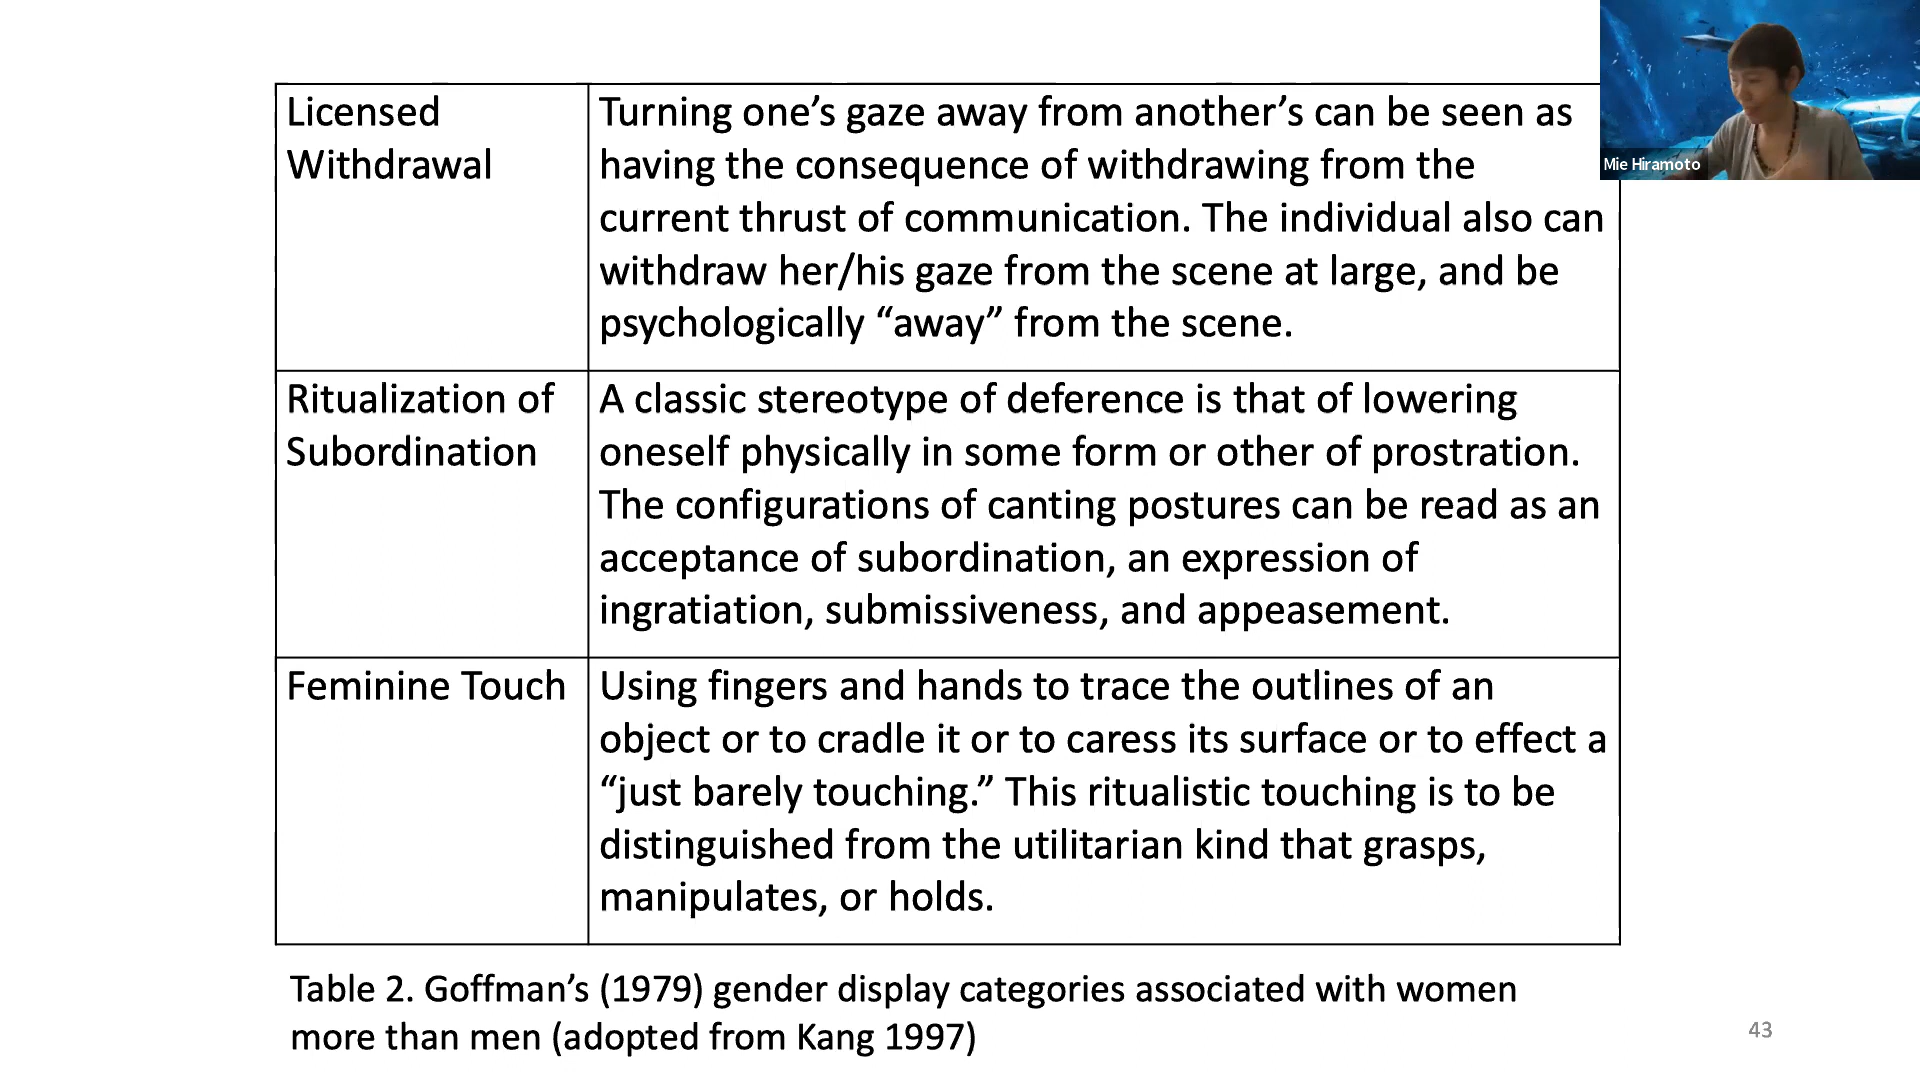 Licensed
Withdrawal
Turning one’s gaze away from another’s can be seen as
having the consequence of withdrawing from the
current thrust of communication. The individual also can
withdraw her/his gaze from the scene at large, and be
psychologically “away” from the scene.
Ritualization of
Subordination
A classic stereotype of deference is that of lowering
oneself physically in some form or other of prostration.
The configurations of canting postures can be read as an
acceptance of subordination, an expression of
ingratiation, submissiveness, and appeasement.
Feminine Touch
Using fingers and hands to trace the outlines of an
object or to cradle it or to caress its surface or to effect a
“just barely touching.” This ritualistic touching is to be
distinguished from the utilitarian kind that grasps,
manipulates, or holds.
Table 2. Goffman’s (1979) gender display categories associated with women
more than men (adopted from Kang 1997)
43
Mie Hiramoto